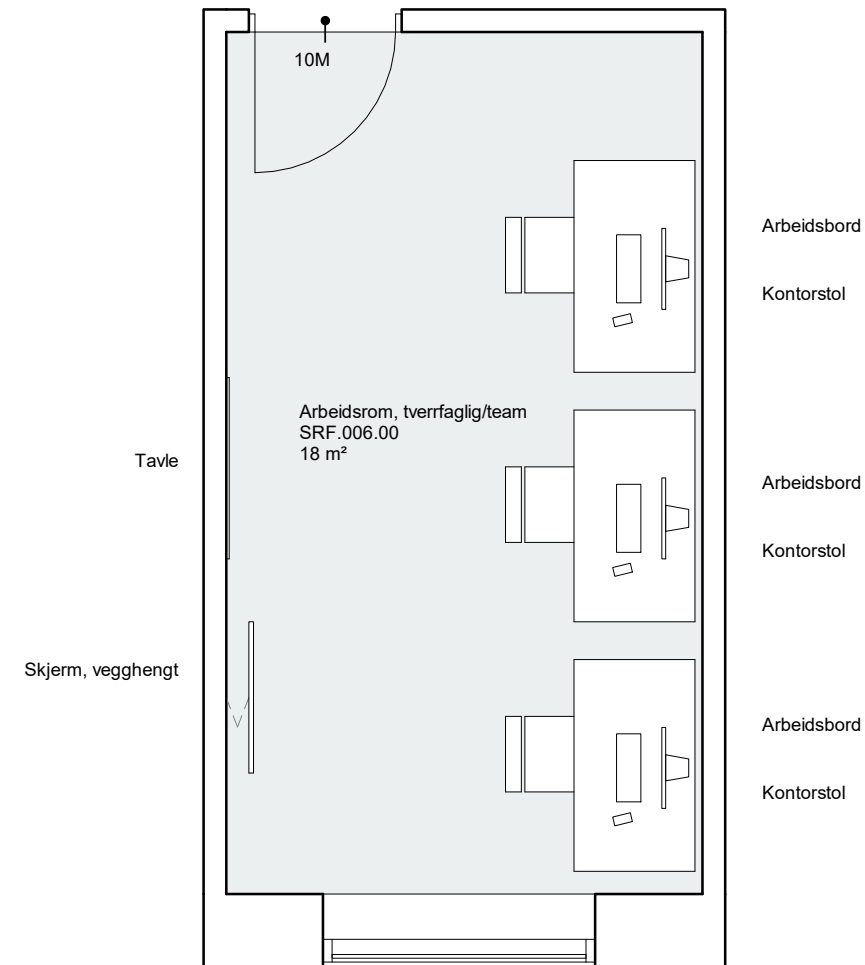 10M
Arbeidsbord
Kontorstol
Arbeidsrom, tverrfaglig/team
SRF.006.00
18 m²
Tavle
Arbeidsbord
Kontorstol
Skjerm, vegghengt
Arbeidsbord
Kontorstol